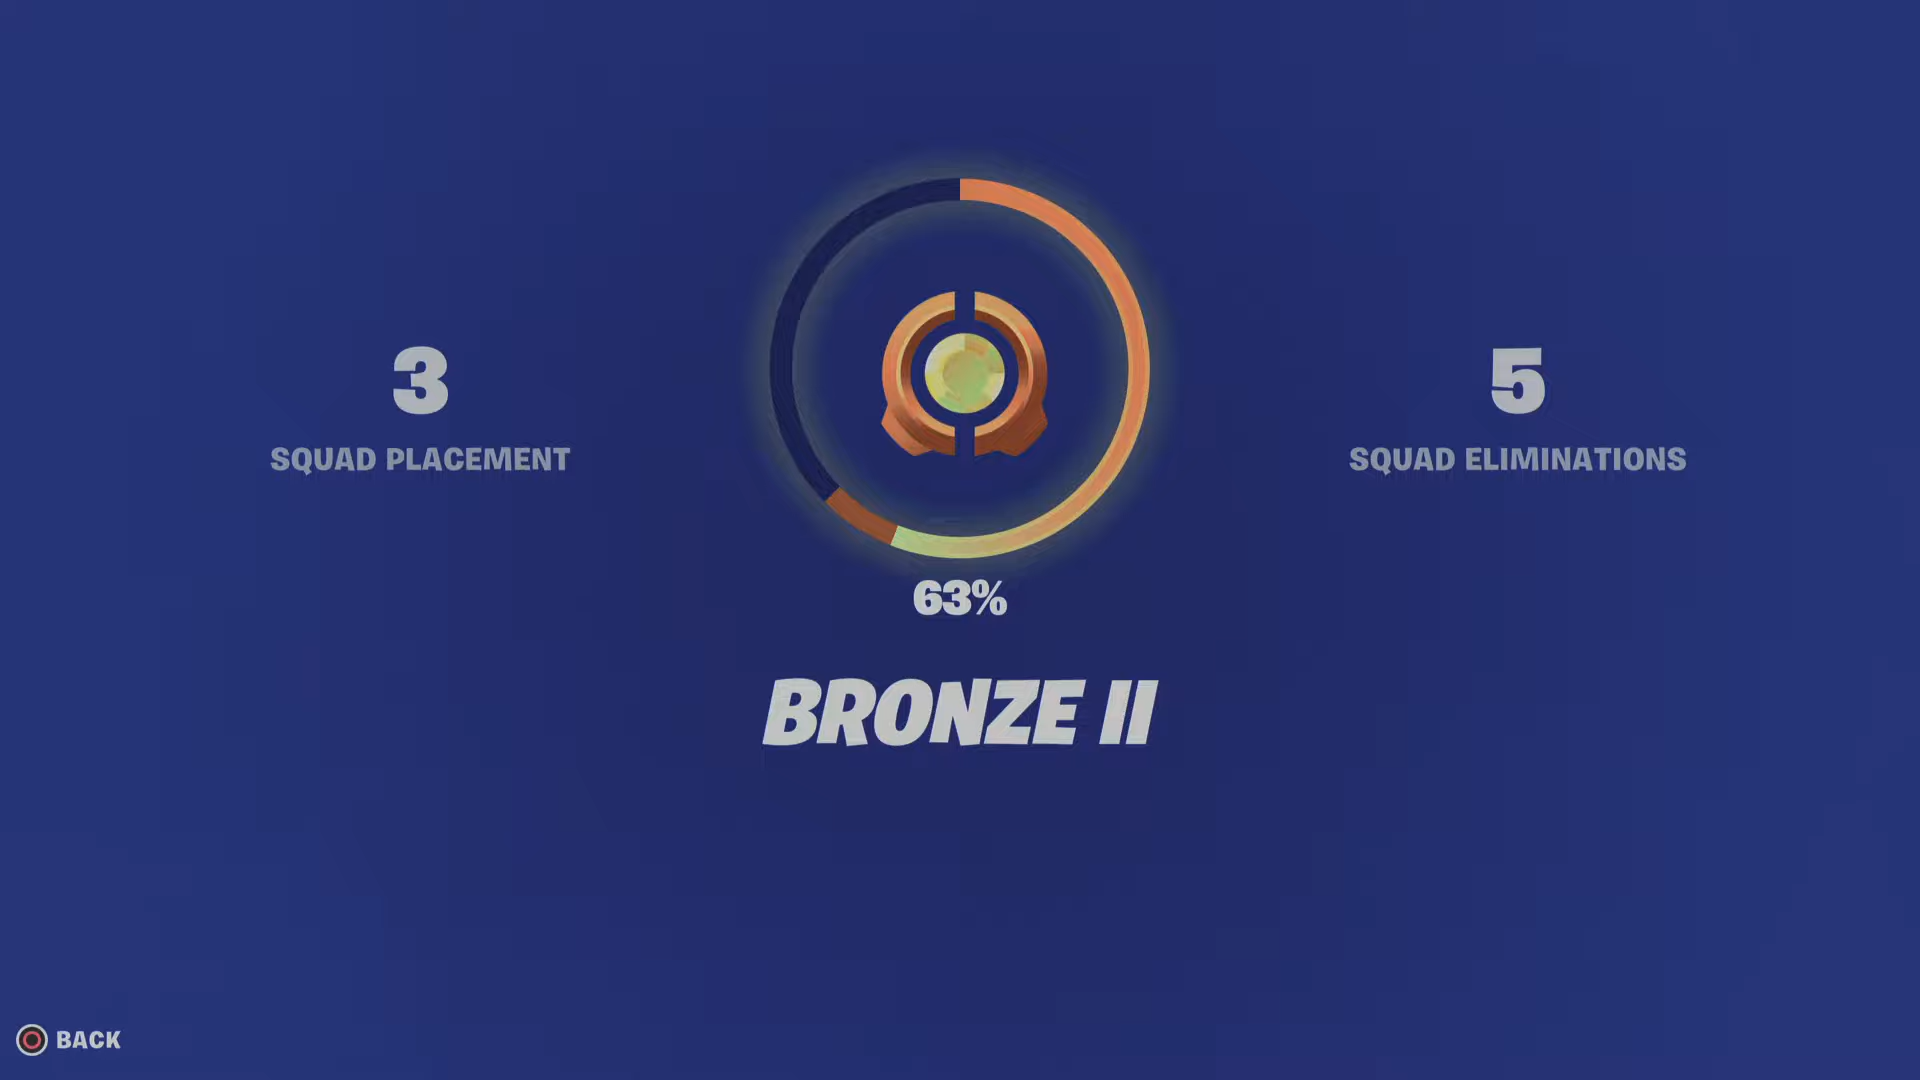 3
SQUAD PLACEMENT
5
SQUAD ELIMINATIONS
63%
BRONZE II
BACK